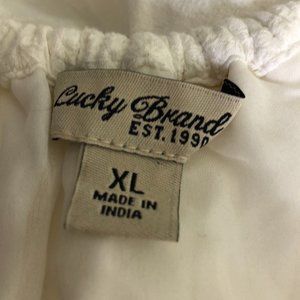 Lucky Brand
EST. 1990
XL
MADE IN
INDIA